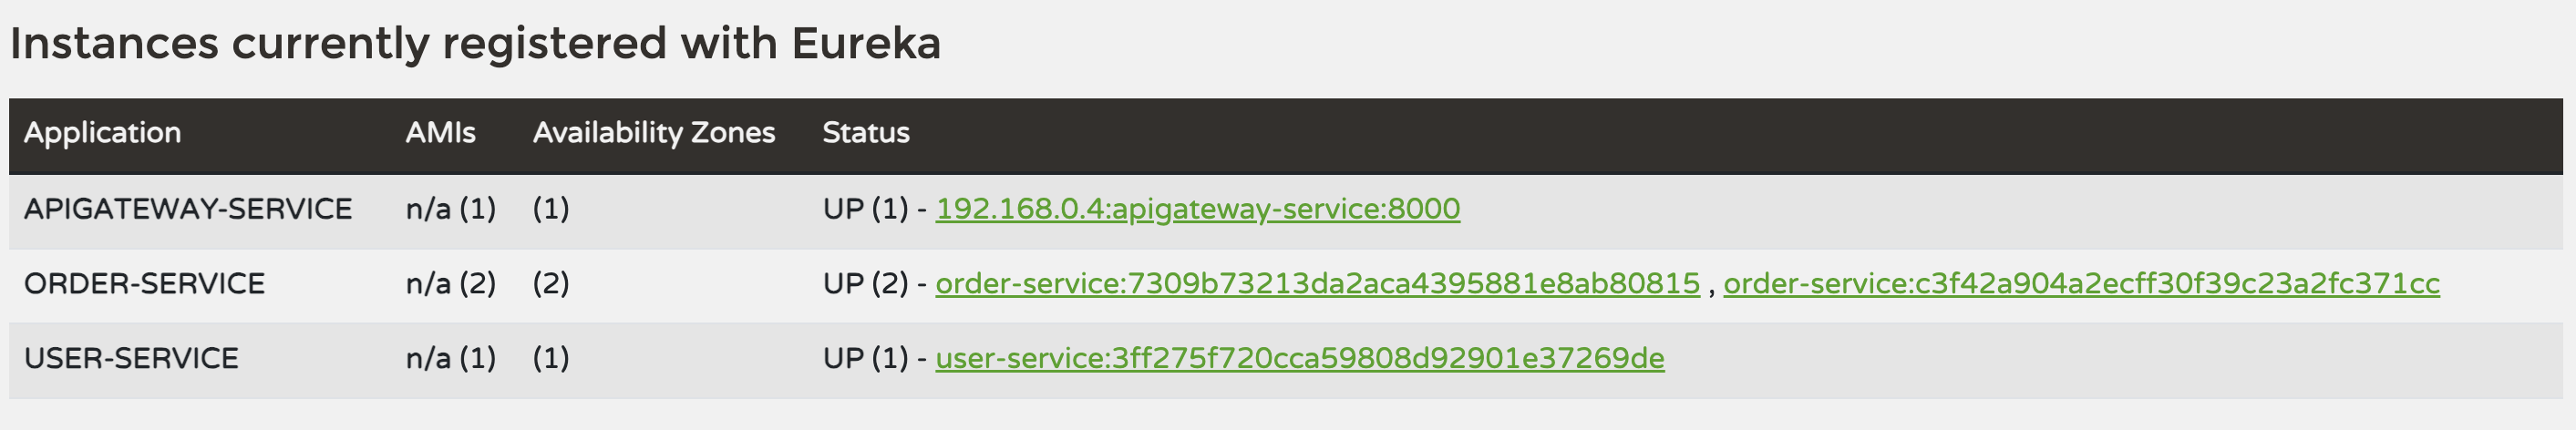 Instances currently registered with Eureka
Application AMIs Availability Zones Status
APIGATEWAY-SERVICE n/a (1) (1) UP (1) - 192.168.0.4:apigateway-service:8000
ORDER-SERVICE n/a (2) (2) UP (2) - order-service:7309b73213da2aca4395881e8ab80815 , order-service:c3f42a904a2ecff30f39c23a2fc371cc
USER-SERVICE n/a (1) (1) UP (1) - user-service:3ff275f720cca59808d92901e37269de